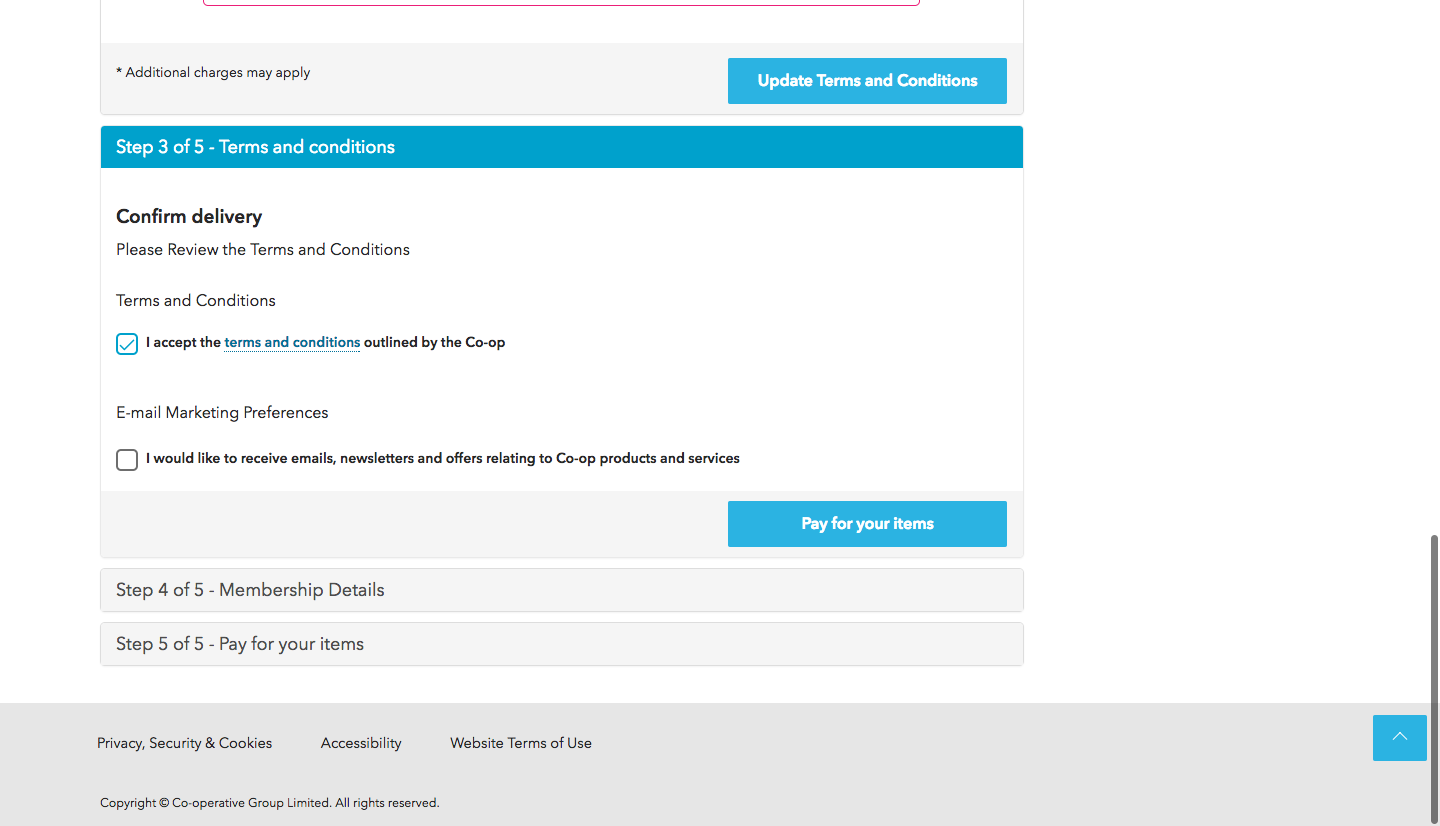 * Additional charges may apply
Update Terms and Conditions
Step 3 of 5 - Terms and conditions
Confirm delivery
Please Review the Terms and Conditions
Terms and Conditions
I accept the terms and conditions outlined by the Co-op
E-mail Marketing Preferences
I would like to receive emails, newsletters and offers relating to Co-op products and services
Pay for your items
Step 4 of 5 - Membership Details
Step 5 of 5 - Pay for your items
Privacy, Security & Cookies Accessibility Website Terms of Use
Copyright © Co-operative Group Limited. All rights reserved.